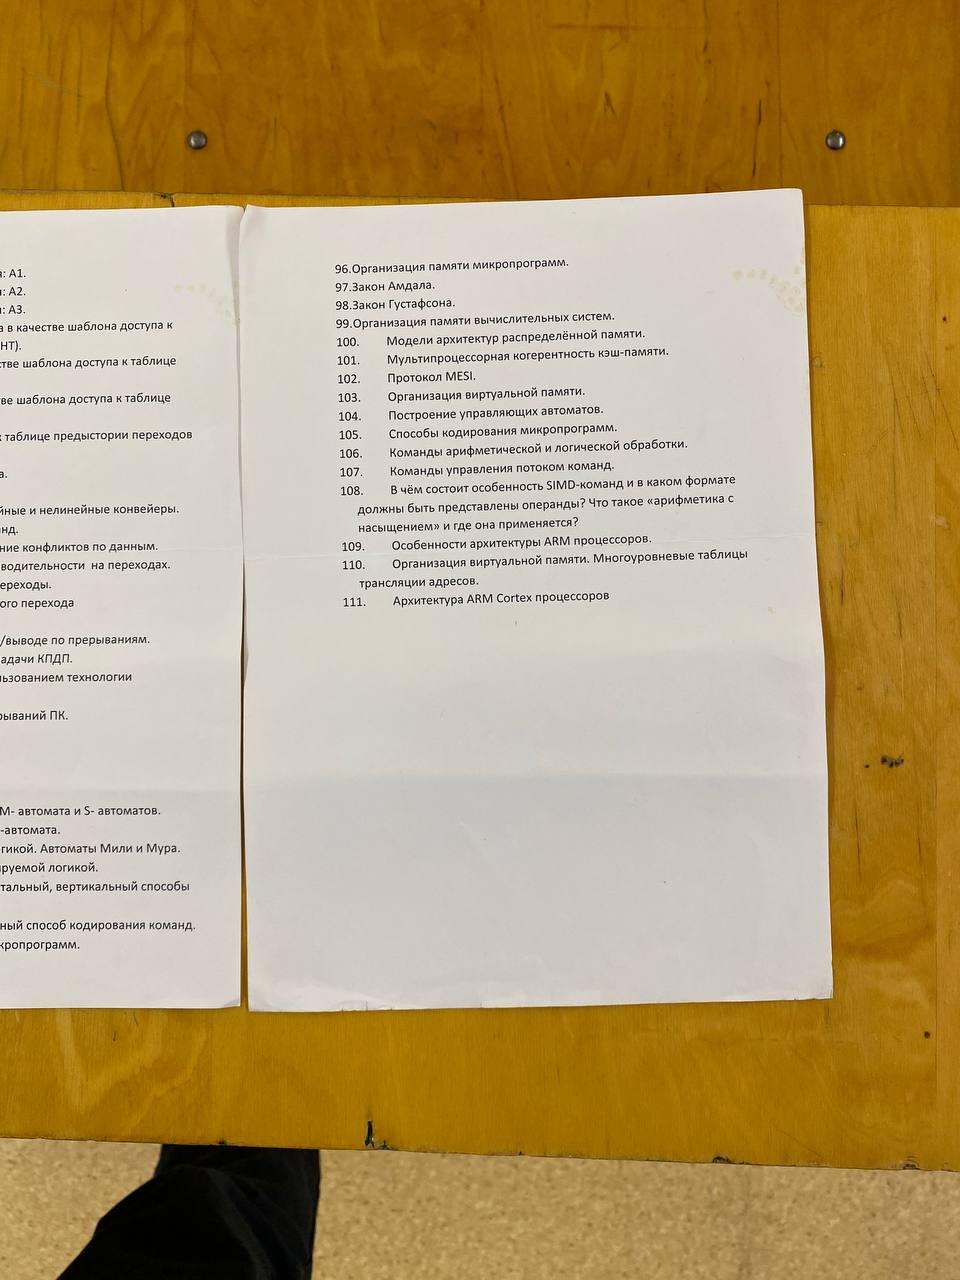 : А1.
: А2.
: А3.
а в качестве шаблона доступа к
НТ).
стве шаблона доступа к таблице
ве шаблона доступа к таблице
к таблице предыстории переходов
а.
йные и нелинейные конвейеры.
нд.
ние конфликтов по данным.
водительности на переходах.
ереходы.
ого перехода
/выводе по прерываниям.
адачи КПДП.
льзованием технологии
рываний ПК.
М- автомата и S- автоматов.
-автомата.
гикой. Автоматы Мили и Мура.
ируемой логикой.
тальный, вертикальный способы
ный способ кодирования команд.
кропрограмм.
96.Организация памяти микропрограмм.
97.Закон Амдала.
98.Закон Густафсона.
99.Организация памяти вычислительных систем.
100. Модели архитектур распределённой памяти.
101. Мультипроцессорная когерентность кэш-памяти.
102. Протокол MESI.
103. Организация виртуальной памяти.
104. Построение управляющих автоматов.
105. Способы кодирования микропрограмм.
106. Команды арифметической и логической обработки.
107. Команды управления потоком команд.
108. В чём состоит особенность SIMD-команд и в каком формате
должны быть представлены операнды? Что такое «арифметика с
насыщением» и где она применяется?
109. Особенности архитектуры ARM процессоров.
110. Организация виртуальной памяти. Многоуровневые таблицы
трансляции адресов.
111. Архитектура ARM Cortex процессоров